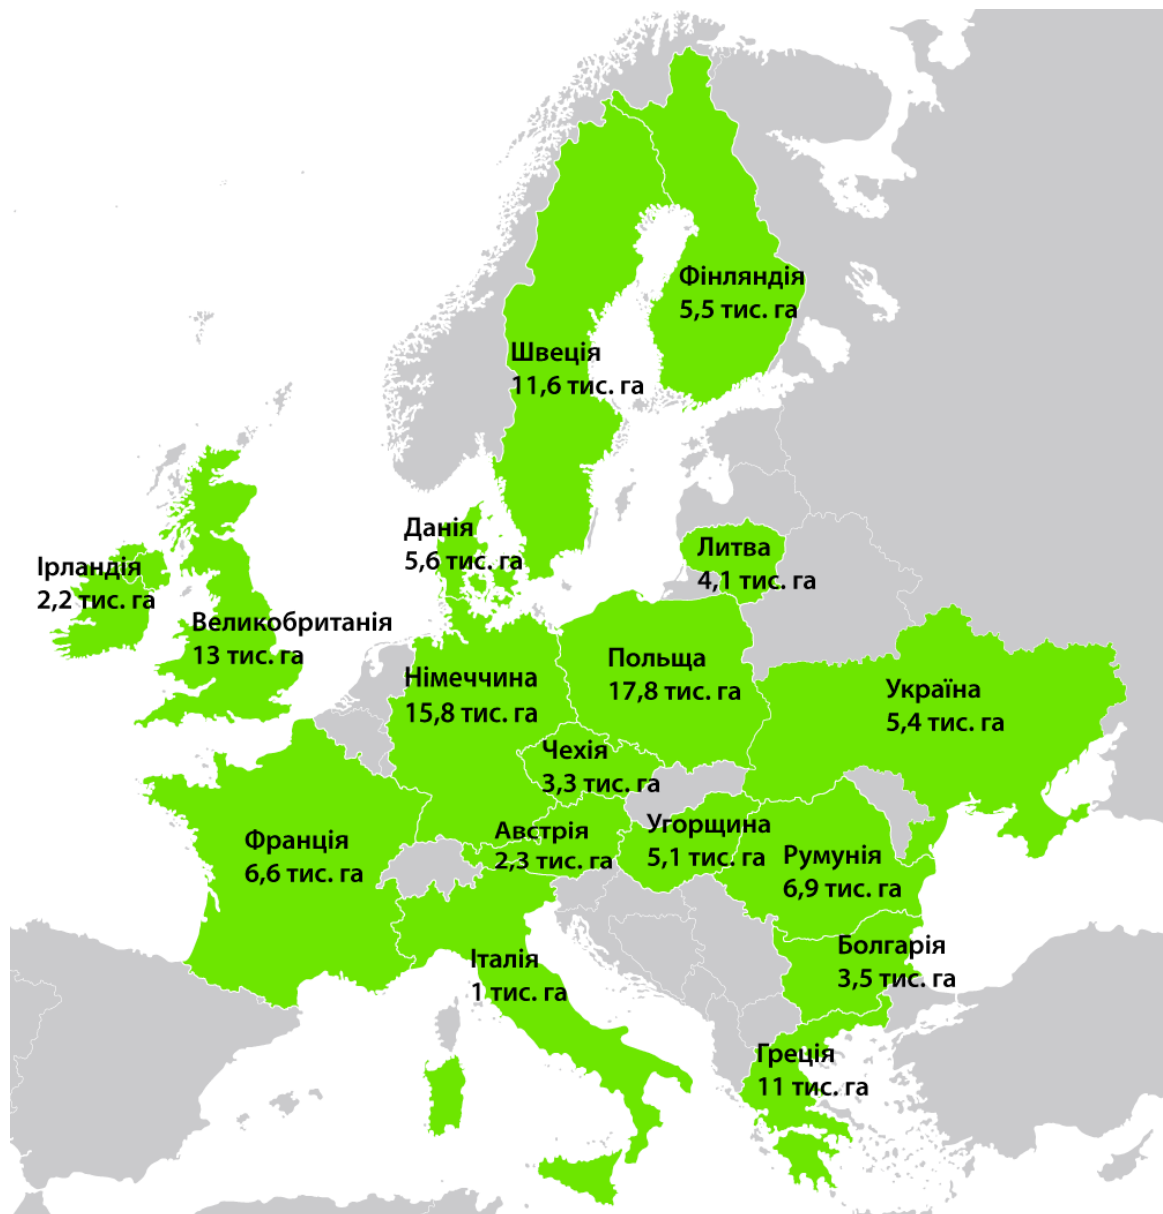 Фінляндія
5,5 тис. га
Швеція
11,6 тис. га
Данія
5,6 тис. га
Литва
4,1 тис. га
Ірландія
2,2 тис. га
Великобританія
13 тис. га
Німеччина
15,8 тис. га
Польща
17,8 тис. га
Україна
5,4 тис. га
Чехія
3,3 тис. га
Франція
6,6 тис. га
Австрія
2,3 тис. га
Угорщина
5,1 тис. га
Румунія
6,9 тис. га
Італія
1 тис. га
Болгарія
3,5 тис. га
Греція
11 тис. га